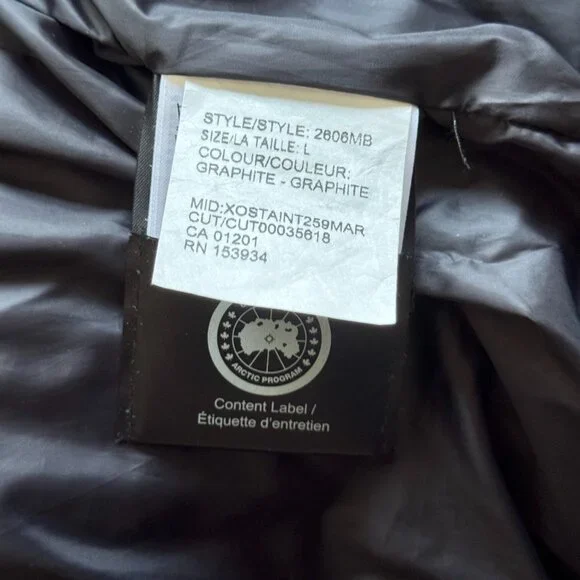 STYLE/STYLE: 2606MB
SIZE/LA TAILLE: L
COLOUR/COULEUR:
GRAPHITE - GRAPHITE
MID:XOSTAINT259MAR
CUT/CUT00035618
CA 01201
RN 153934
ARCTIC PROGRAM
Content Label /
Étiquette d'entretien